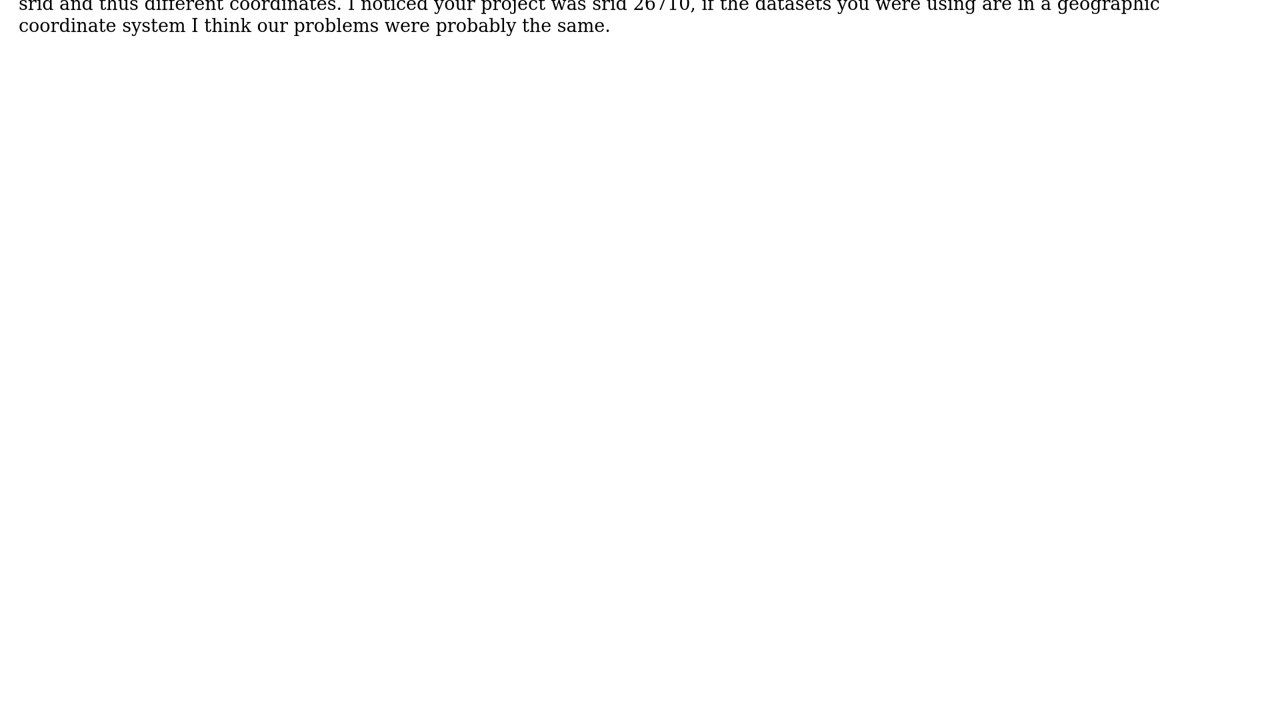 srid and thus different coordinates. I noticed your project was srid 26710, if the datasets you were using are in a geographic
coordinate system I think our problems were probably the same.